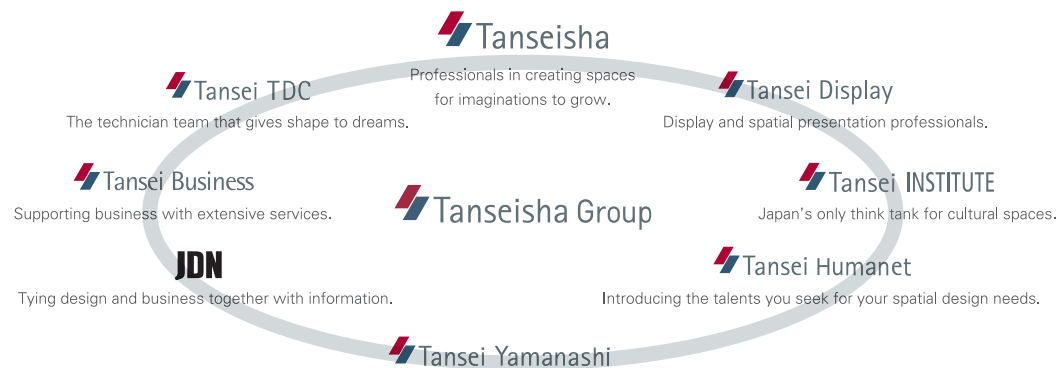 Tanseisha
Professionals in creating spaces
for imaginations to grow.
Tansei TDC
The technician team that gives shape to dreams.
Tansei Display
Display and spatial presentation professionals.
Tansei Business
Supporting business with extensive services.
Tanseisha Group
Tansei INSTITUTE
Japan's only think tank for cultural spaces.
JDN
Tying design and business together with information.
Tansei Humanet
Introducing the talents you seek for your spatial design needs.
Tansei Yamanashi